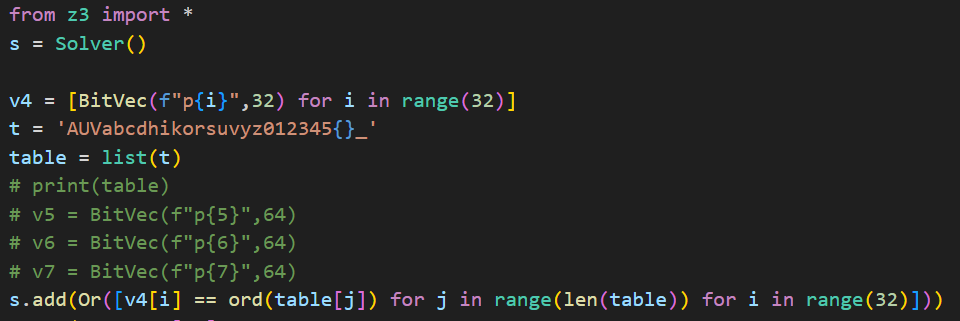 from z3 import *
s = Solver()
v4 = [BitVec(f"p{i}",32) for i in range(32)]
t = 'AUVabcdhikorsuvyz012345{}_'
table = list(t)
# print(table)
# v5 = BitVec(f"p{5}",64)
# v6 = BitVec(f"p{6}",64)
# v7 = BitVec(f"p{7}",64)
s.add(Or([v4[i] == ord(table[j]) for j in range(len(table)) for i in range(32)]))